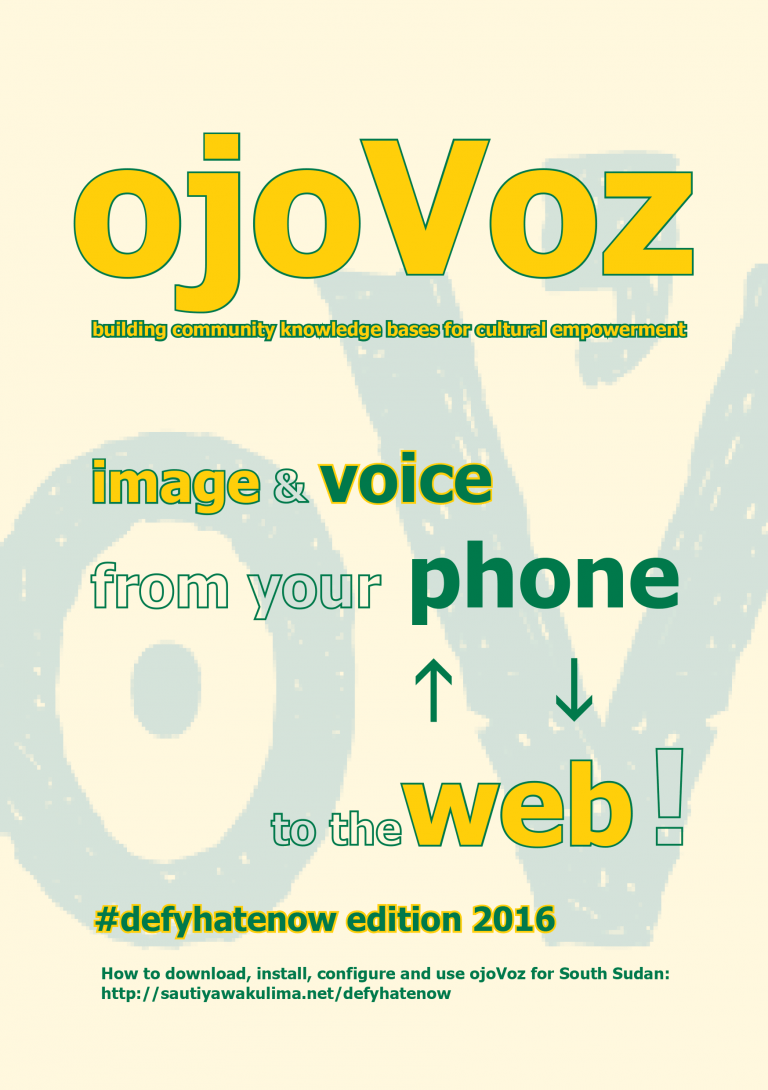 ojoVoz
building community knowledge bases for cultural empowerment
image & voice
from your phone
↑ ↓
to the web!
#defyhatenow edition 2016
How to download, install, configure and use ojoVoz for South Sudan:
http://sautiyawakulima.net/defyhatenow